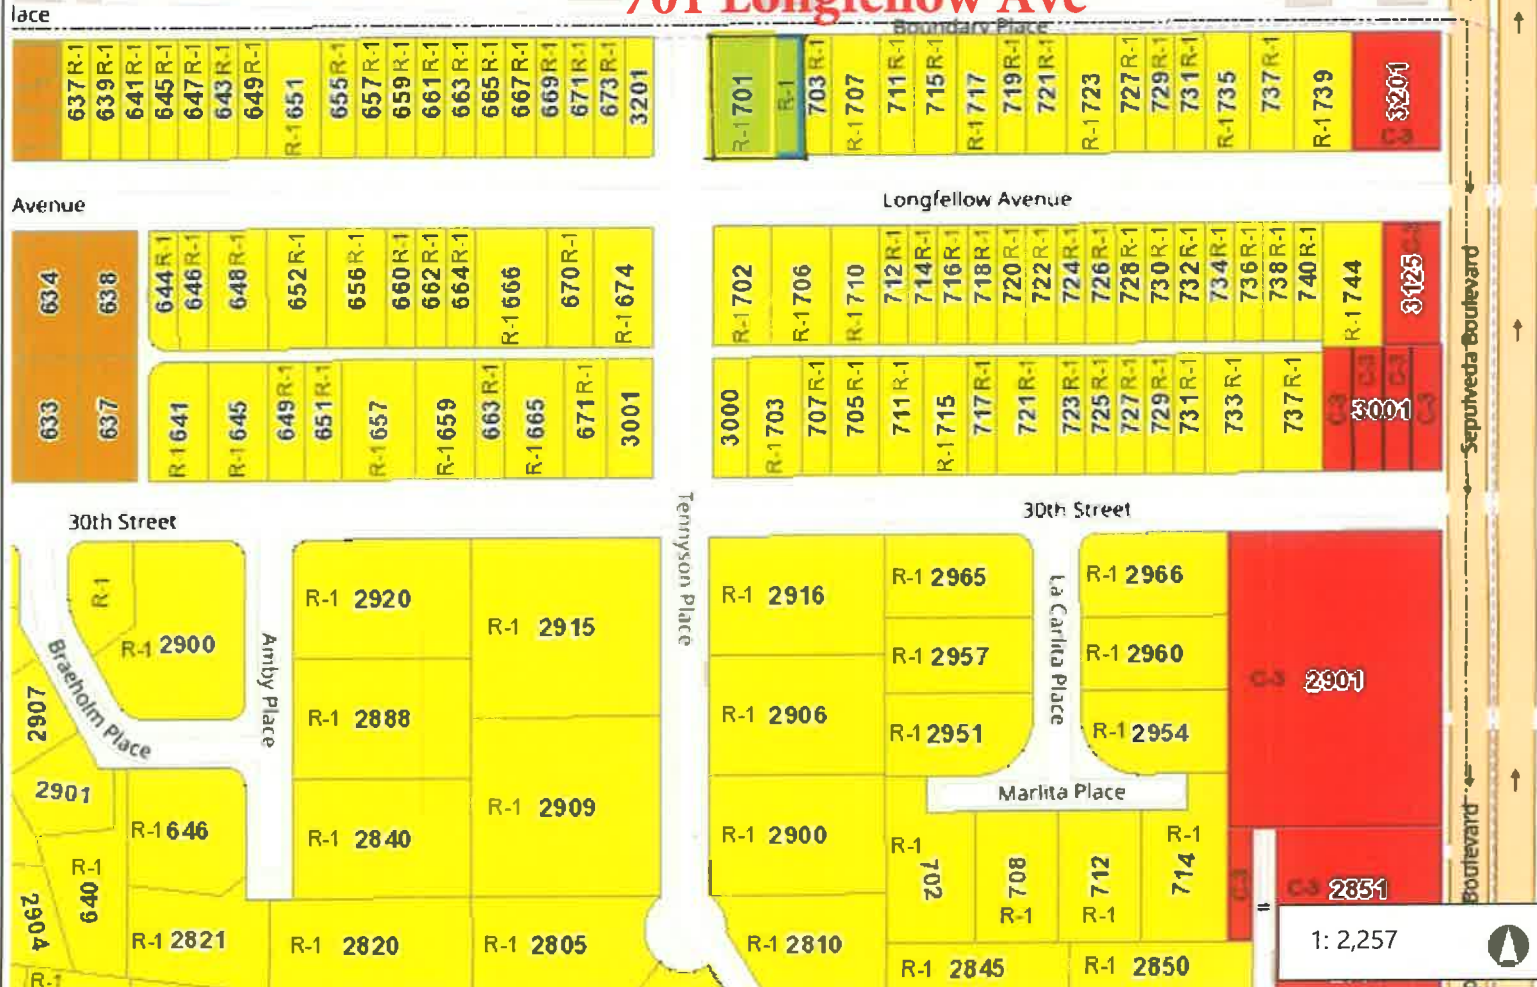 701 Longfellow Ave
lace
Boundary Place
637 R-1
639 R-1
641 R-1
645 R-1
647 R-1
643 R-1
649 R-1
R-1 651
655 R-1
657 R-1
659 R-1
661 R-1
663 R-1
665 R-1
667 R-1
669 R-1
671 R-1
673 R-1
3201
R-1 701
R-1
703 R-1
R-1 707
711 R-1
715 R-1
R-1 717
719 R-1
721 R-1
R-1 723
727 R-1
729 R-1
731 R-1
R-1 735
737 R-1
R-1 739
3201
C-3
Avenue
Longfellow Avenue
634
638
644 R-1
646 R-1
648 R-1
652 R-1
656 R-1
660 R-1
662 R-1
664 R-1
R-1 666
670 R-1
R-1 674
R-1 702
R-1 706
R-1 710
712 R-1
714 R-1
716 R-1
718 R-1
720 R-1
722 R-1
724 R-1
726 R-1
728 R-1
730 R-1
732 R-1
734 R-1
736 R-1
738 R-1
740 R-1
R-1 744
3125 C-3
Sepulveda Boulevard
633
637
R-1 641
R-1 645
649 R-1
651 R-1
R-1 657
R-1 659
663 R-1
R-1 665
671 R-1
3001
3000
R-1 703
707 R-1
705 R-1
711 R-1
R-1 715
717 R-1
721 R-1
723 R-1
725 R-1
727 R-1
729 R-1
731 R-1
733 R-1
737 R-1
C-3
C-3
C-3
C-3
3001
30th Street
30th Street
Tennyson Place
R-1
R-1 2900
Braeholm Place
Amby Place
R-1 2920
R-1 2915
R-1 2916
R-1 2965
La Carlita Place
R-1 2966
R-1 2957
R-1 2960
C-3 2901
2907
R-1 2888
R-1 2906
R-1 2951
R-1 2954
2901
Marlita Place
R-1 646
R-1 2840
R-1 2909
R-1 2900
R-1
702
708
R-1
712
R-1
R-1
714
C-3
C-3 2851
Boulevard
R-1
640
2904
R-1 2821
R-1 2820
R-1 2805
R-1 2810
R-1 2845
R-1 2850
R-1
=
1: 2,257